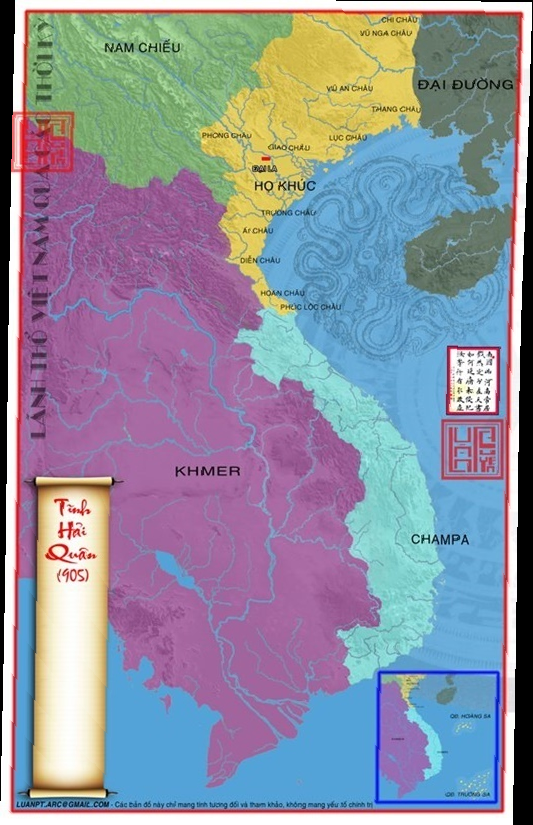 NAM CHIẾU
CHI CHÂU
VŨ NGA CHÂU
ĐẠI ĐƯỜNG
VŨ AN CHÂU
THANG CHÂU
PHONG CHÂU
LỤC CHÂU
GIAO CHÂU
ĐẠI LA
HỌ KHÚC
TRƯỜNG CHÂU
ÁI CHÂU
DIỄN CHÂU
HOAN CHÂU
PHÚC LỘC CHÂU
LÃNH THỔ VIỆT NAM QUA THỜI KỲ
KHMER
CHAMPA
Tĩnh
Hải
Quân
(905)
QĐ. HOÀNG SA
QĐ. TRƯỜNG SA
LUANPT.ARC@GMAIL.COM - Các bản đồ này chỉ mang tính tương đối và tham khảo, không mang yếu tố chính trị